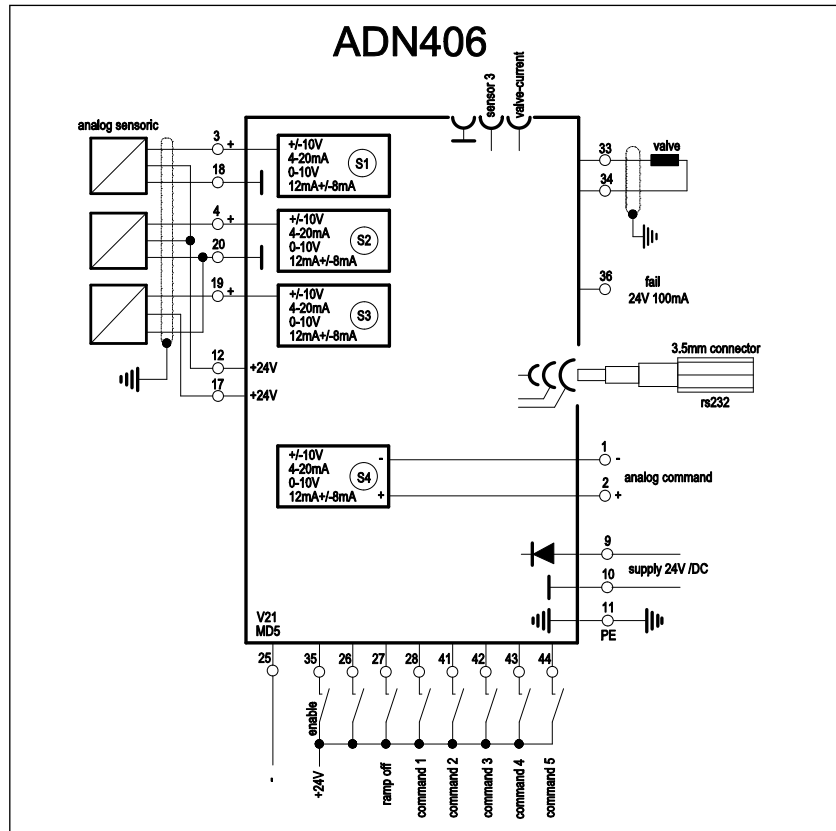 ADN406
analog sensoric
sensor 3
valve-current
3
+
+/-10V
4-20mA
0-10V
12mA+/-8mA
S1
18
33
valve
34
4
+
+/-10V
4-20mA
0-10V
12mA+/-8mA
S2
20
36
fail
24V 100mA
19
+
+/-10V
4-20mA
0-10V
12mA+/-8mA
S3
12
+24V
17
+24V
3.5mm connector
rs232
+/-10V
4-20mA
0-10V
12mA+/-8mA
S4
-
+
1
-
analog command
2
+
9
supply 24V /DC
10
11
PE
V21
MD5
25
35
26
27
28
41
42
43
44
enable
-
+24V
ramp off
command 1
command 2
command 3
command 4
command 5